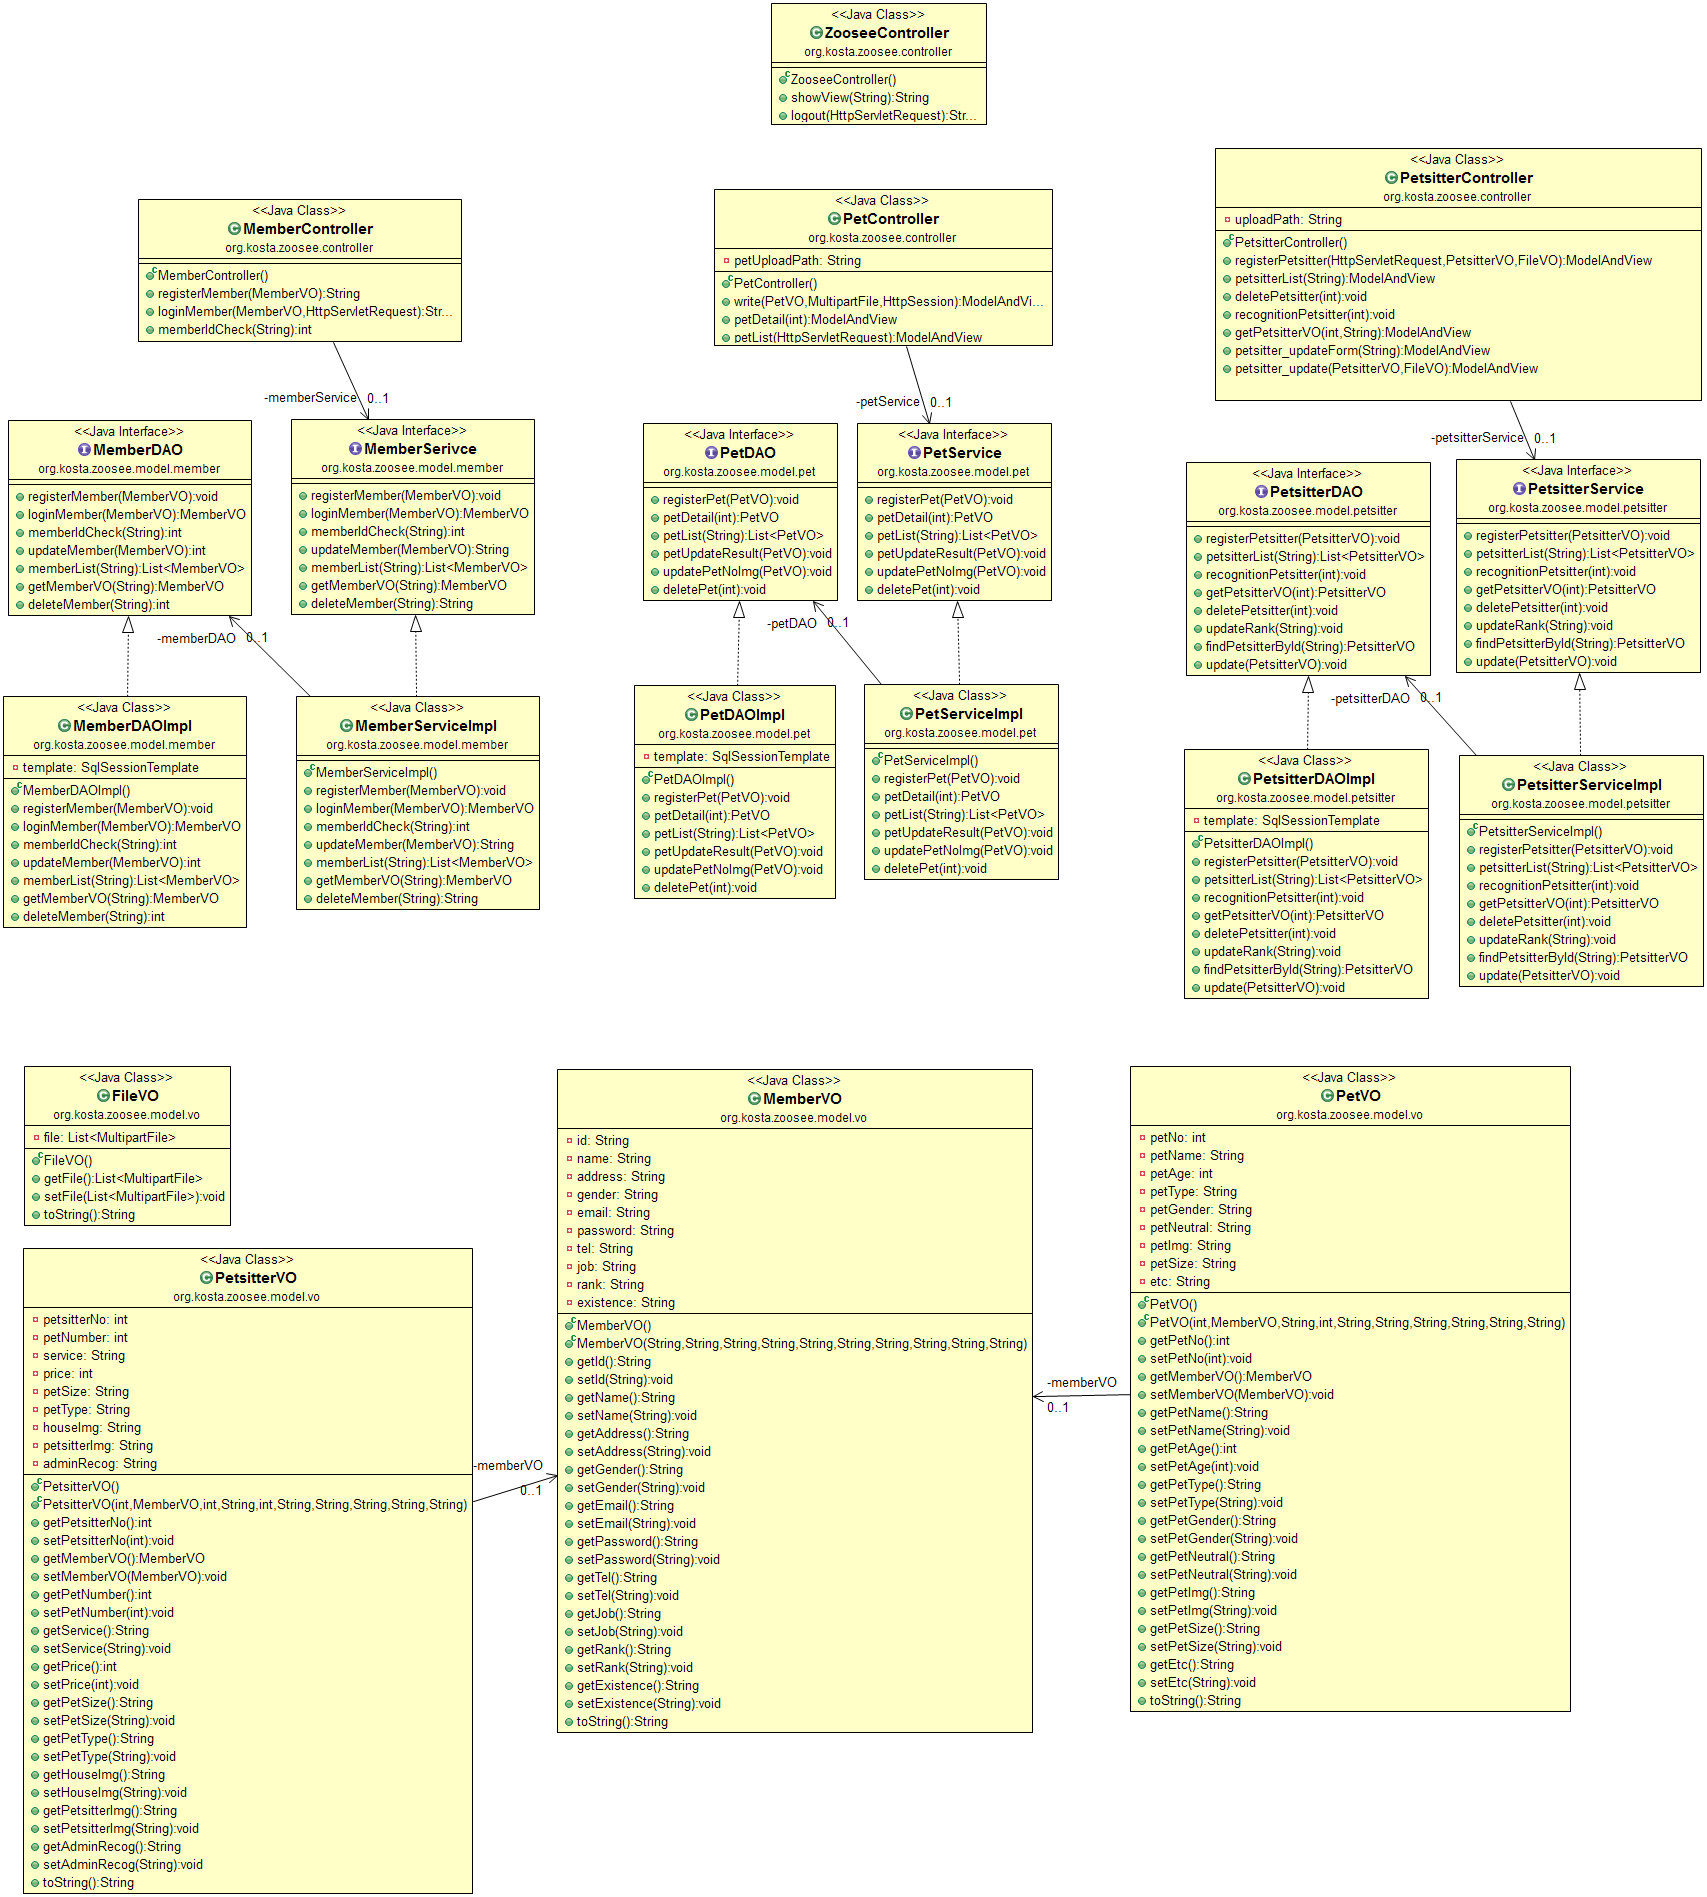 <<Java Class>>
ZooseeController
org.kosta.zoosee.controller
ZooseeController()
showView(String):String
logout(HttpServletRequest):Str...
<<Java Class>>
MemberController
org.kosta.zoosee.controller
MemberController()
registerMember(MemberVO):String
loginMember(MemberVO,HttpServletRequest):Str...
memberIdCheck(String):int
<<Java Class>>
PetController
org.kosta.zoosee.controller
petUploadPath: String
PetController()
write(PetVO,MultipartFile,HttpSession):ModelAndVi...
petDetail(int):ModelAndView
petList(HttpServletRequest):ModelAndView
<<Java Class>>
PetsitterController
org.kosta.zoosee.controller
uploadPath: String
PetsitterController()
registerPetsitter(HttpServletRequest,PetsitterVO,FileVO):ModelAndView
petsitterList(String):ModelAndView
deletePetsitter(int):void
recognitionPetsitter(int):void
getPetsitterVO(int,String):ModelAndView
petsitter_updateForm(String):ModelAndView
petsitter_update(PetsitterVO,FileVO):ModelAndView
-memberService 0..1
-petService 0..1
-petsitterService 0..1
<<Java Interface>>
MemberDAO
org.kosta.zoosee.model.member
registerMember(MemberVO):void
loginMember(MemberVO):MemberVO
memberIdCheck(String):int
updateMember(MemberVO):int
memberList(String):List<MemberVO>
getMemberVO(String):MemberVO
deleteMember(String):int
<<Java Interface>>
MemberSerivce
org.kosta.zoosee.model.member
registerMember(MemberVO):void
loginMember(MemberVO):MemberVO
memberIdCheck(String):int
updateMember(MemberVO):String
memberList(String):List<MemberVO>
getMemberVO(String):MemberVO
deleteMember(String):String
<<Java Interface>>
PetDAO
org.kosta.zoosee.model.pet
registerPet(PetVO):void
petDetail(int):PetVO
petList(String):List<PetVO>
petUpdateResult(PetVO):void
updatePetNoImg(PetVO):void
deletePet(int):void
<<Java Interface>>
PetService
org.kosta.zoosee.model.pet
registerPet(PetVO):void
petDetail(int):PetVO
petList(String):List<PetVO>
petUpdateResult(PetVO):void
updatePetNoImg(PetVO):void
deletePet(int):void
<<Java Interface>>
PetsitterDAO
org.kosta.zoosee.model.petsitter
registerPetsitter(PetsitterVO):void
petsitterList(String):List<PetsitterVO>
recognitionPetsitter(int):void
getPetsitterVO(int):PetsitterVO
deletePetsitter(int):void
updateRank(String):void
findPetsitterById(String):PetsitterVO
update(PetsitterVO):void
<<Java Interface>>
PetsitterService
org.kosta.zoosee.model.petsitter
registerPetsitter(PetsitterVO):void
petsitterList(String):List<PetsitterVO>
recognitionPetsitter(int):void
getPetsitterVO(int):PetsitterVO
deletePetsitter(int):void
updateRank(String):void
findPetsitterById(String):PetsitterVO
update(PetsitterVO):void
-memberDAO 0..1
-petDAO 0..1
-petsitterDAO 0..1
<<Java Class>>
MemberDAOImpl
org.kosta.zoosee.model.member
template: SqlSessionTemplate
MemberDAOImpl()
registerMember(MemberVO):void
loginMember(MemberVO):MemberVO
memberIdCheck(String):int
updateMember(MemberVO):int
memberList(String):List<MemberVO>
getMemberVO(String):MemberVO
deleteMember(String):int
<<Java Class>>
MemberServiceImpl
org.kosta.zoosee.model.member
MemberServiceImpl()
registerMember(MemberVO):void
loginMember(MemberVO):MemberVO
memberIdCheck(String):int
updateMember(MemberVO):String
memberList(String):List<MemberVO>
getMemberVO(String):MemberVO
deleteMember(String):String
<<Java Class>>
PetDAOImpl
org.kosta.zoosee.model.pet
template: SqlSessionTemplate
PetDAOImpl()
registerPet(PetVO):void
petDetail(int):PetVO
petList(String):List<PetVO>
petUpdateResult(PetVO):void
updatePetNoImg(PetVO):void
deletePet(int):void
<<Java Class>>
PetServiceImpl
org.kosta.zoosee.model.pet
PetServiceImpl()
registerPet(PetVO):void
petDetail(int):PetVO
petList(String):List<PetVO>
petUpdateResult(PetVO):void
updatePetNoImg(PetVO):void
deletePet(int):void
<<Java Class>>
PetsitterDAOImpl
org.kosta.zoosee.model.petsitter
template: SqlSessionTemplate
PetsitterDAOImpl()
registerPetsitter(PetsitterVO):void
petsitterList(String):List<PetsitterVO>
recognitionPetsitter(int):void
getPetsitterVO(int):PetsitterVO
deletePetsitter(int):void
updateRank(String):void
findPetsitterById(String):PetsitterVO
update(PetsitterVO):void
<<Java Class>>
PetsitterServiceImpl
org.kosta.zoosee.model.petsitter
PetsitterServiceImpl()
registerPetsitter(PetsitterVO):void
petsitterList(String):List<PetsitterVO>
recognitionPetsitter(int):void
getPetsitterVO(int):PetsitterVO
deletePetsitter(int):void
updateRank(String):void
findPetsitterById(String):PetsitterVO
update(PetsitterVO):void
<<Java Class>>
FileVO
org.kosta.zoosee.model.vo
file: List<MultipartFile>
FileVO()
getFile():List<MultipartFile>
setFile(List<MultipartFile>):void
toString():String
<<Java Class>>
PetsitterVO
org.kosta.zoosee.model.vo
petsitterNo: int
petNumber: int
service: String
price: int
petSize: String
petType: String
houseImg: String
petsitterImg: String
adminRecog: String
PetsitterVO()
PetsitterVO(int,MemberVO,int,String,int,String,String,String,String,String)
getPetsitterNo():int
setPetsitterNo(int):void
getMemberVO():MemberVO
setMemberVO(MemberVO):void
getPetNumber():int
setPetNumber(int):void
getService():String
setService(String):void
getPrice():int
setPrice(int):void
getPetSize():String
setPetSize(String):void
getPetType():String
setPetType(String):void
getHouseImg():String
setHouseImg(String):void
getPetsitterImg():String
setPetsitterImg(String):void
getAdminRecog():String
setAdminRecog(String):void
toString():String
-memberVO
0..1
<<Java Class>>
MemberVO
org.kosta.zoosee.model.vo
id: String
name: String
address: String
gender: String
email: String
password: String
tel: String
job: String
rank: String
existence: String
MemberVO()
MemberVO(String,String,String,String,String,String,String,String,String,String)
getId():String
setId(String):void
getName():String
setName(String):void
getAddress():String
setAddress(String):void
getGender():String
setGender(String):void
getEmail():String
setEmail(String):void
getPassword():String
setPassword(String):void
getTel():String
setTel(String):void
getJob():String
setJob(String):void
getRank():String
setRank(String):void
getExistence():String
setExistence(String):void
toString():String
-memberVO
0..1
<<Java Class>>
PetVO
org.kosta.zoosee.model.vo
petNo: int
petName: String
petAge: int
petType: String
petGender: String
petNeutral: String
petImg: String
petSize: String
etc: String
PetVO()
PetVO(int,MemberVO,String,int,String,String,String,String,String,String)
getPetNo():int
setPetNo(int):void
getMemberVO():MemberVO
setMemberVO(MemberVO):void
getPetName():String
setPetName(String):void
getPetAge():int
setPetAge(int):void
getPetType():String
setPetType(String):void
getPetGender():String
setPetGender(String):void
getPetNeutral():String
setPetNeutral(String):void
getPetImg():String
setPetImg(String):void
getPetSize():String
setPetSize(String):void
getEtc():String
setEtc(String):void
toString():String